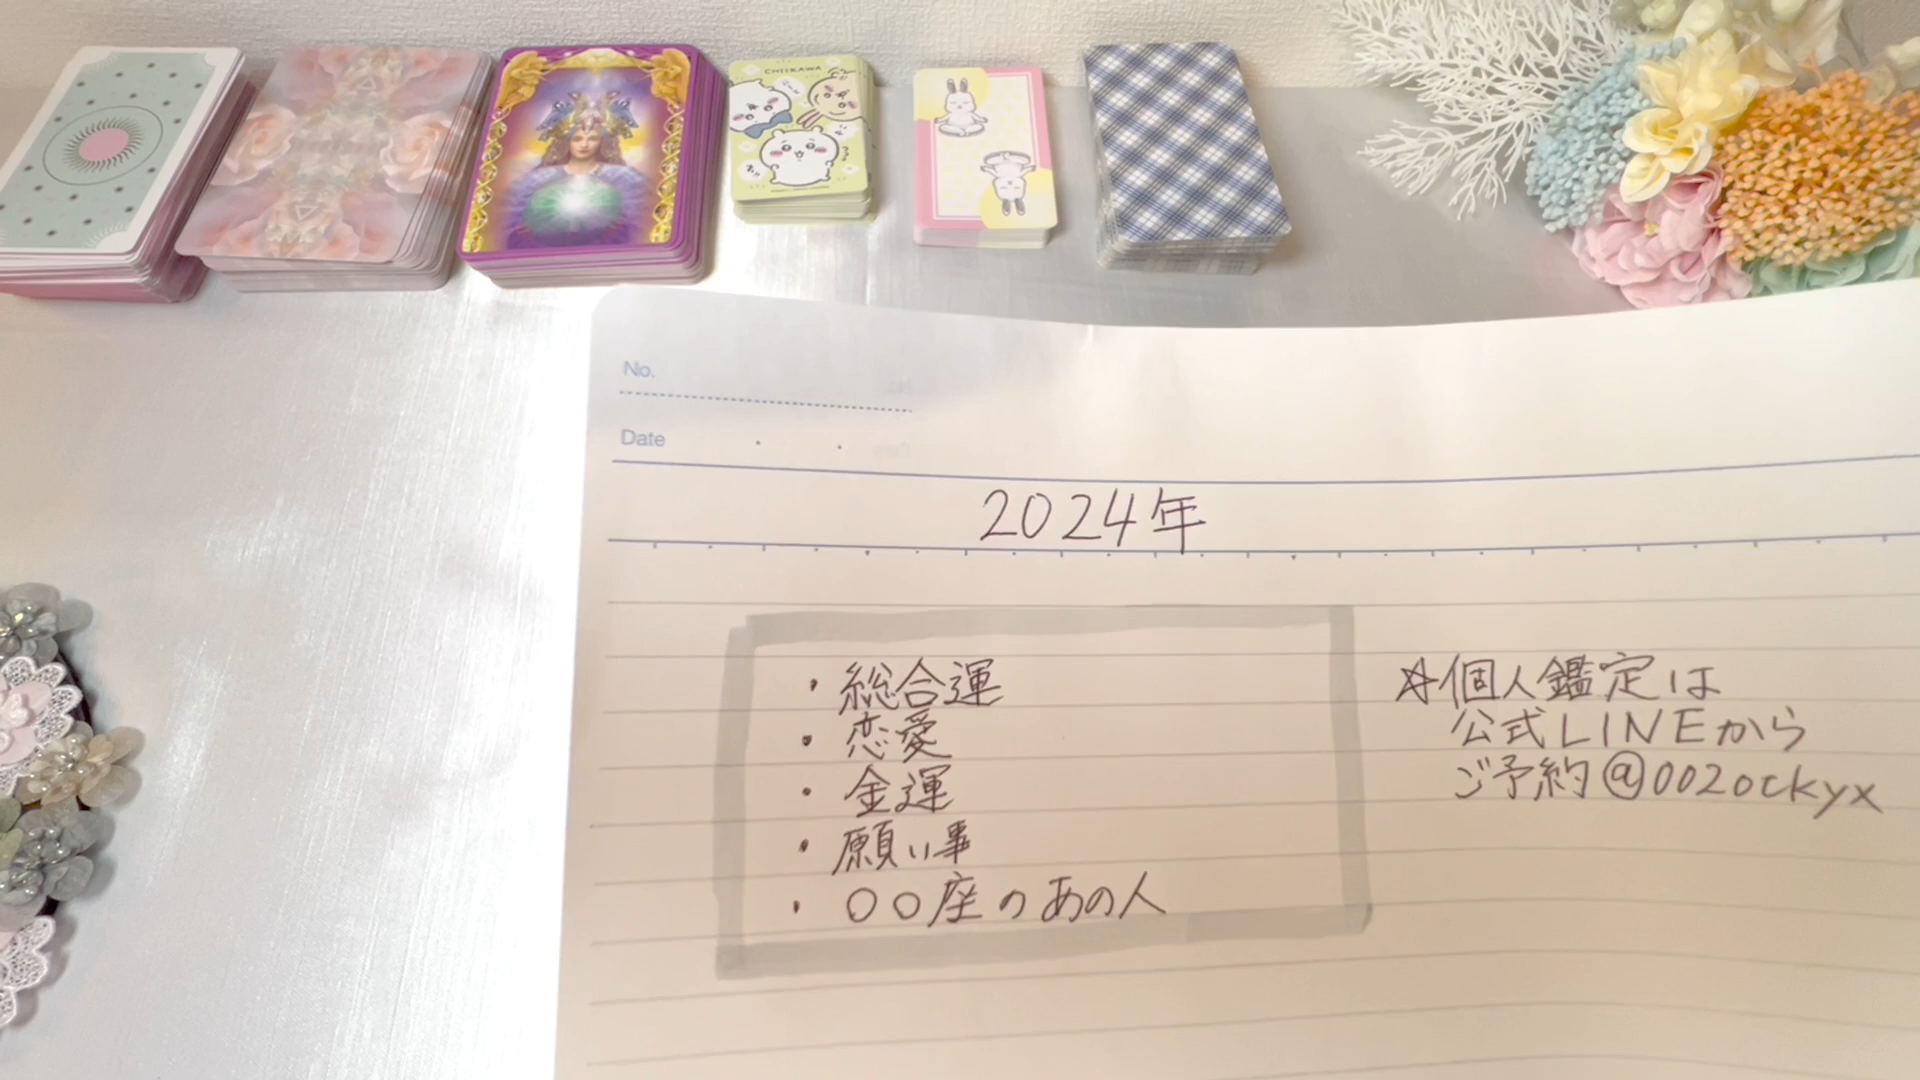 CHIIKAWA
No.
Date
2024年
・総合運
・恋愛
・金運
・願い事
・〇〇座のあの人
☆個人鑑定は
公式LINEから
ご予約@002ockyx